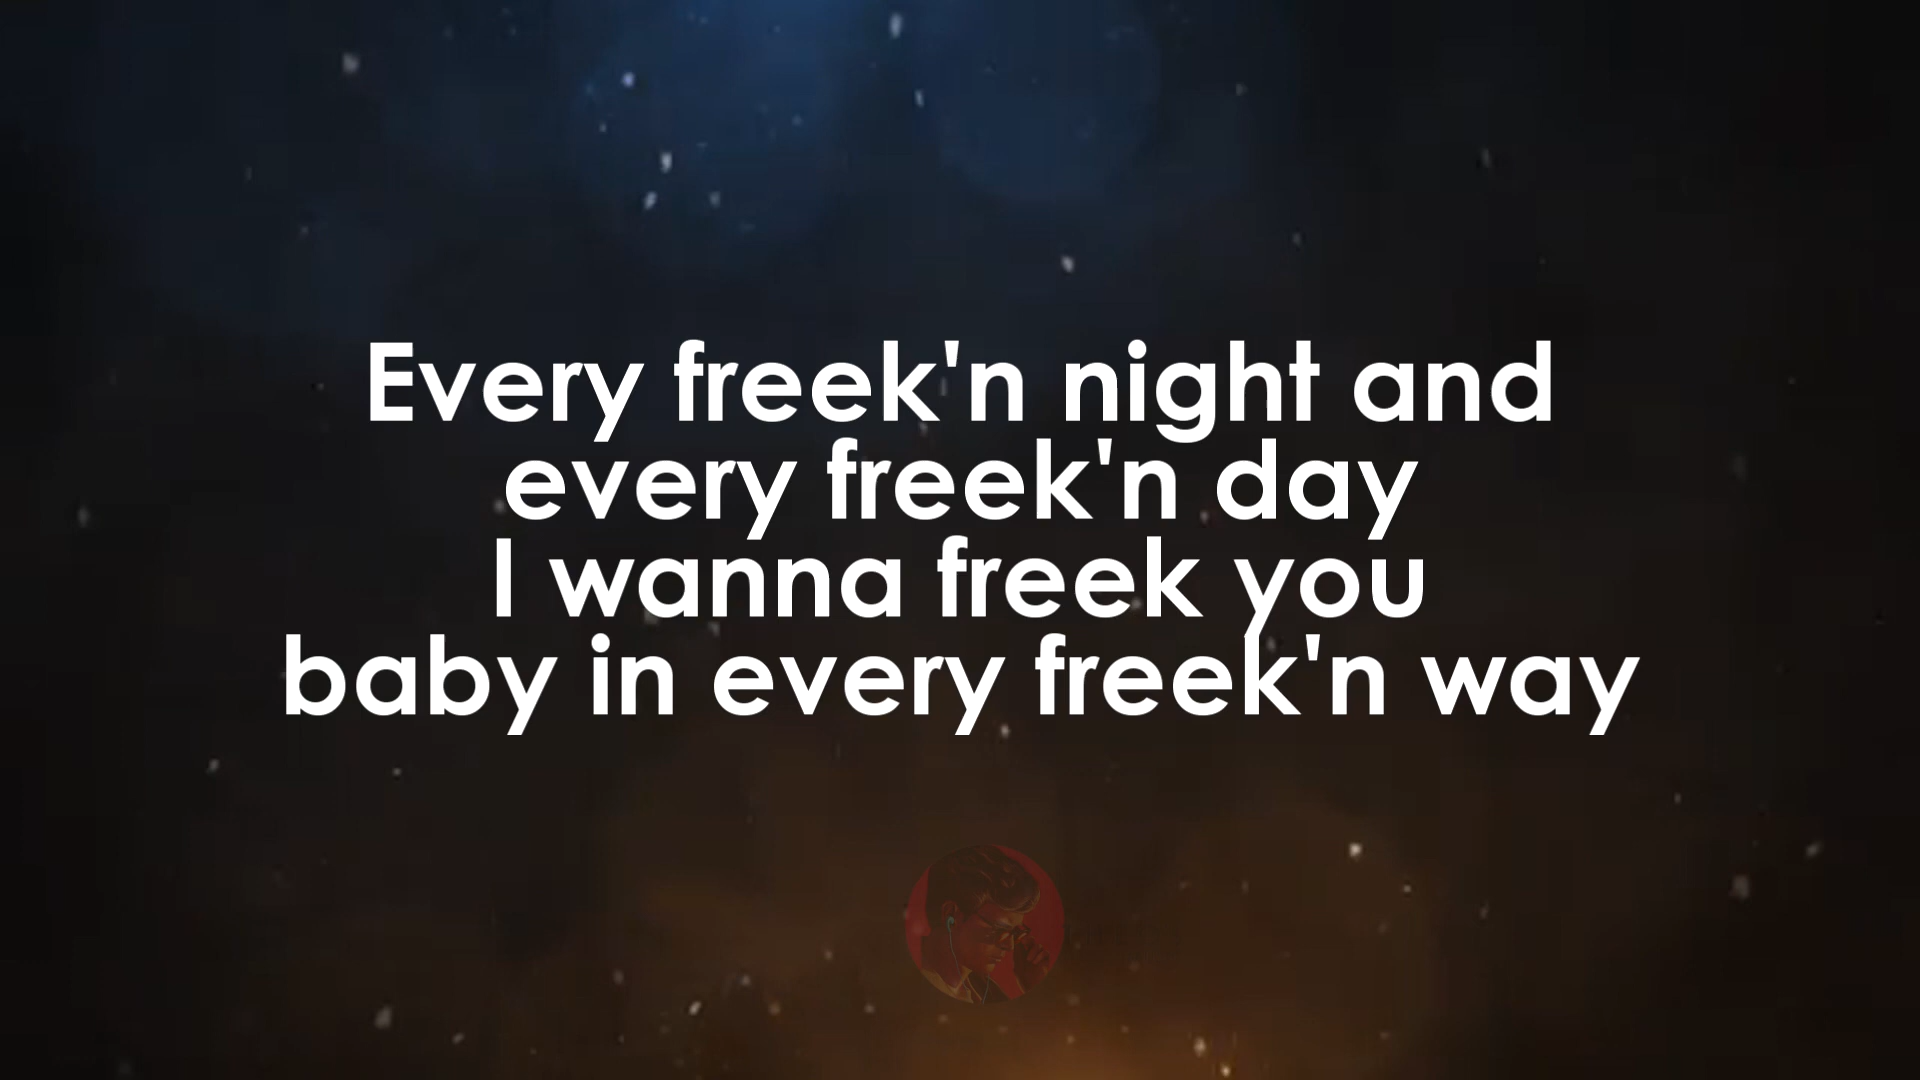 Every freek'n night and
every freek'n day
I wanna freek you
baby in every freek'n way